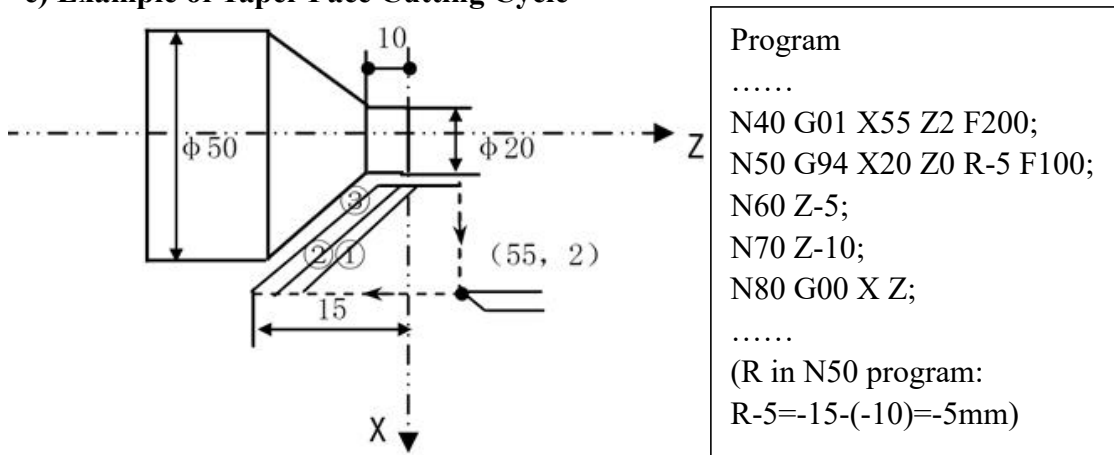 c) Example of Taper Face Cutting Cycle
10
φ50
φ20
Z
③
②①
(55, 2)
15
X
Program
……
N40 G01 X55 Z2 F200;
N50 G94 X20 Z0 R-5 F100;
N60 Z-5;
N70 Z-10;
N80 G00 X Z;
……
(R in N50 program:
R-5=-15-(-10)=-5mm)